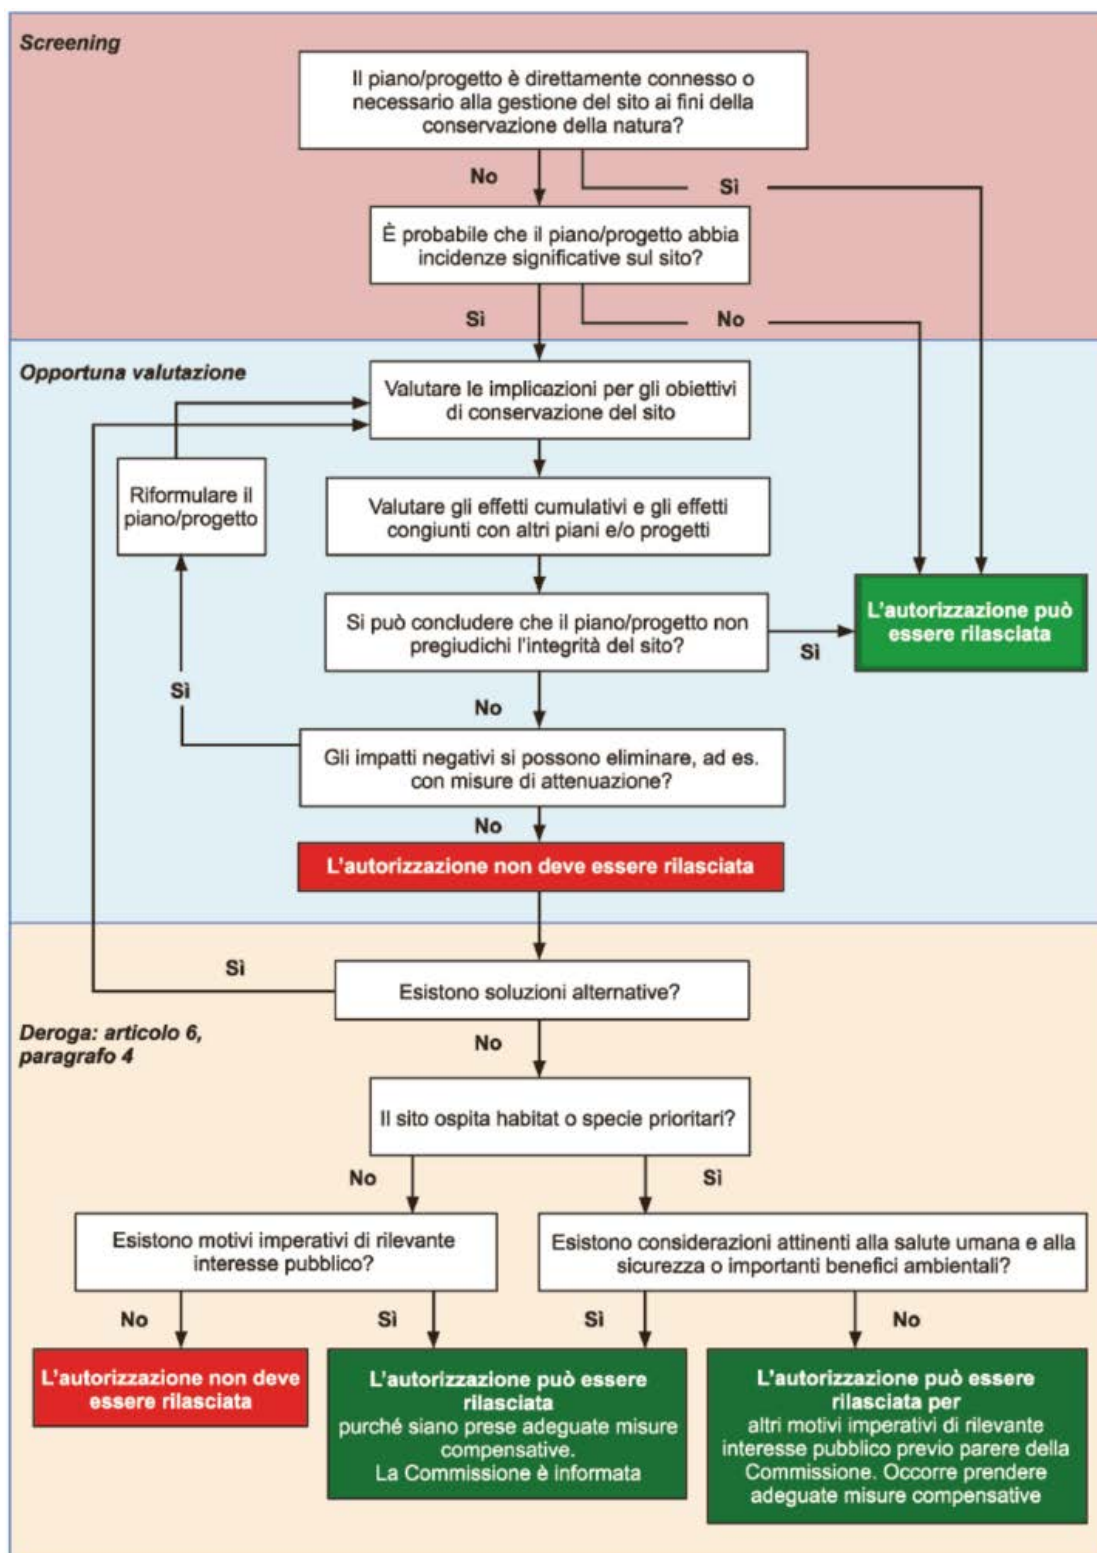 Screening
Il piano/progetto è direttamente connesso o
necessario alla gestione del sito ai fini della
conservazione della natura?
No
Sì
È probabile che il piano/progetto abbia
incidenze significative sul sito?
Sì
No
Opportuna valutazione
Valutare le implicazioni per gli obiettivi
di conservazione del sito
Riformulare il
piano/progetto
Valutare gli effetti cumulativi e gli effetti
congiunti con altri piani e/o progetti
L'autorizzazione può
essere rilasciata
Si può concludere che il piano/progetto non
pregiudichi l'integrità del sito?
Sì
Sì
No
Gli impatti negativi si possono eliminare, ad es.
con misure di attenuazione?
No
L'autorizzazione non deve essere rilasciata
Sì
Esistono soluzioni alternative?
Deroga: articolo 6,
paragrafo 4
No
Il sito ospita habitat o specie prioritari?
No
Sì
Esistono motivi imperativi di rilevante
interesse pubblico?
Esistono considerazioni attinenti alla salute umana e alla
sicurezza o importanti benefici ambientali?
No
Sì
Sì
No
L'autorizzazione non deve
essere rilasciata
L'autorizzazione può essere
rilasciata
purché siano prese adeguate misure
compensative.
La Commissione è informata
L'autorizzazione può essere
rilasciata per
altri motivi imperativi di rilevante
interesse pubblico previo parere della
Commissione. Occorre prendere
adeguate misure compensative